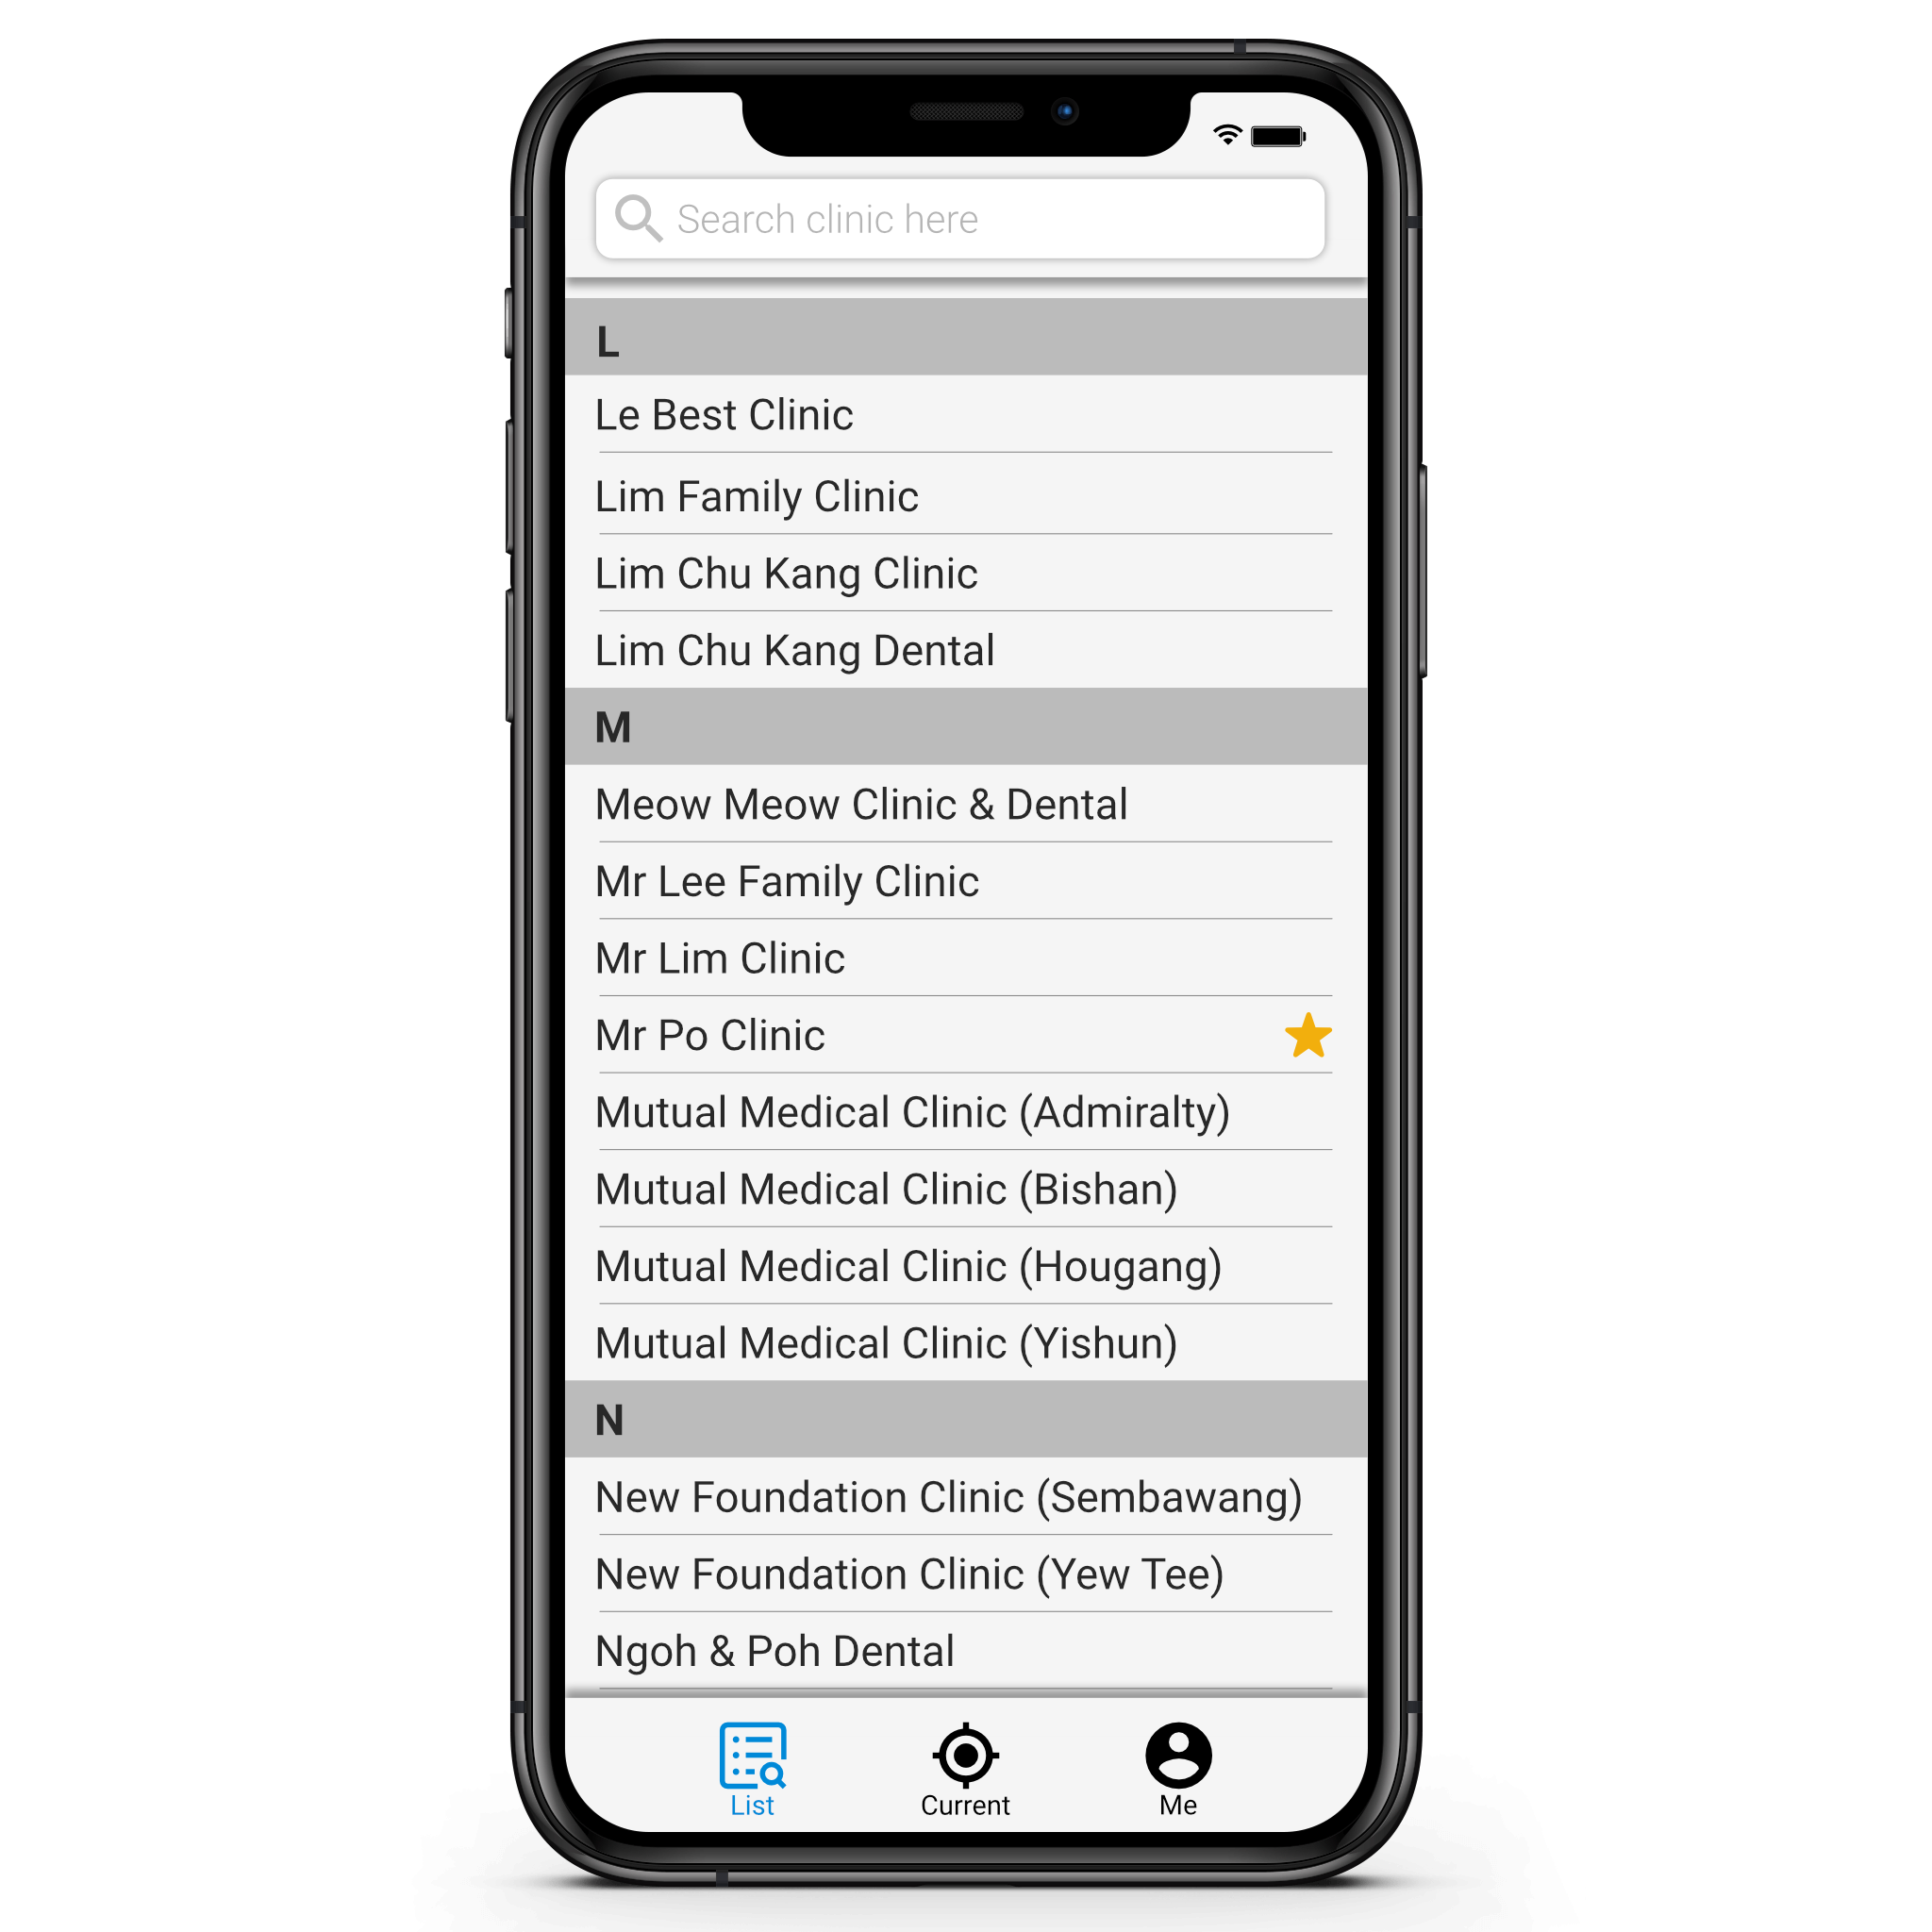 Search clinic here
L
Le Best Clinic
Lim Family Clinic
Lim Chu Kang Clinic
Lim Chu Kang Dental
M
Meow Meow Clinic & Dental
Mr Lee Family Clinic
Mr Lim Clinic
Mr Po Clinic
Mutual Medical Clinic (Admiralty)
Mutual Medical Clinic (Bishan)
Mutual Medical Clinic (Hougang)
Mutual Medical Clinic (Yishun)
N
New Foundation Clinic (Sembawang)
New Foundation Clinic (Yew Tee)
Ngoh & Poh Dental
List Current Me